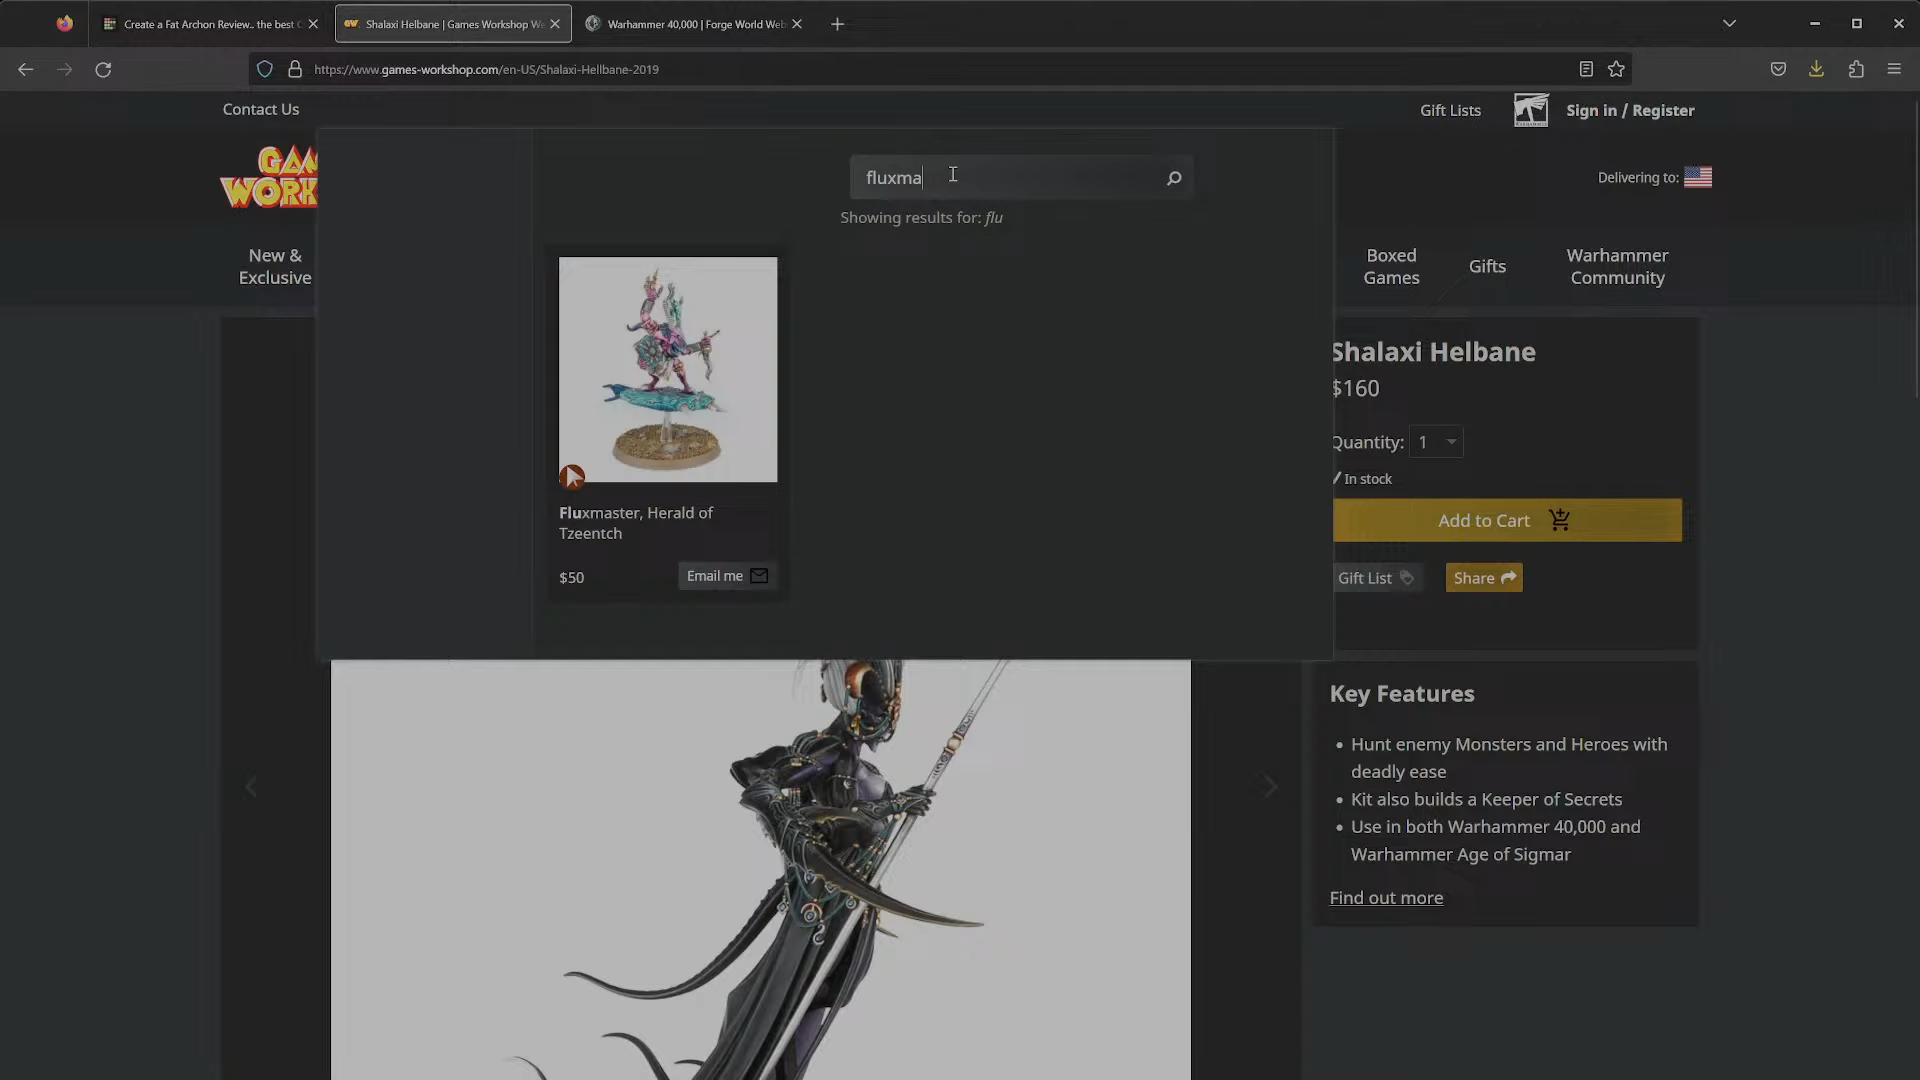 Create a Fat Archon Review.. the best
Shalaxi Helbane | Games Workshop We
Warhammer 40,000 | Forge World Web
https://www.games-workshop.com/en-US/Shalaxi-Hellbane-2019
Contact Us
Gift Lists
Sign in / Register
GAM
WORK
fluxma
Delivering to:
Showing results for: flu
New &
Exclusive
Boxed
Games
Gifts
Warhammer
Community
Shalaxi Helbane
$160
Quantity: 1
In stock
Add to Cart
Gift List
Share
Fluxmaster, Herald of
Tzeentch
$50
Email me
Key Features
Hunt enemy Monsters and Heroes with
deadly ease
Kit also builds a Keeper of Secrets
Use in both Warhammer 40,000 and
Warhammer Age of Sigmar
Find out more